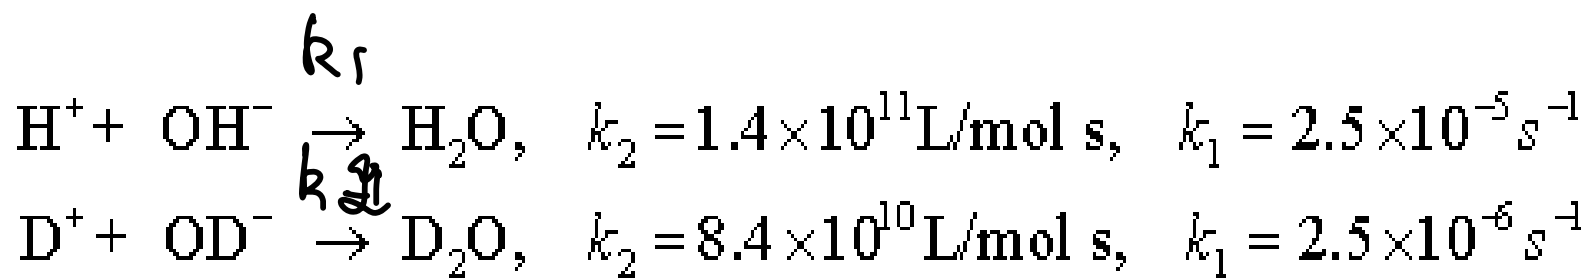 k₁
H⁺ + OH⁻ → H₂O, k₂ = 1.4 × 10¹¹ L/mol s, k₁ = 2.5 × 10⁻⁵ s⁻¹
k
D⁺ + OD⁻ → D₂O, k₂ = 8.4 × 10¹⁰ L/mol s, k₁ = 2.5 × 10⁻⁶ s⁻¹